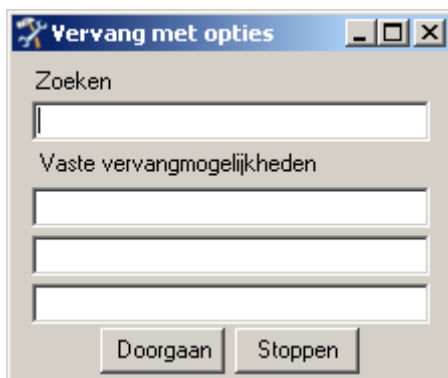 Vervang met opties
Zoeken
Vaste vervangmogelijkheden
Doorgaan Stoppen